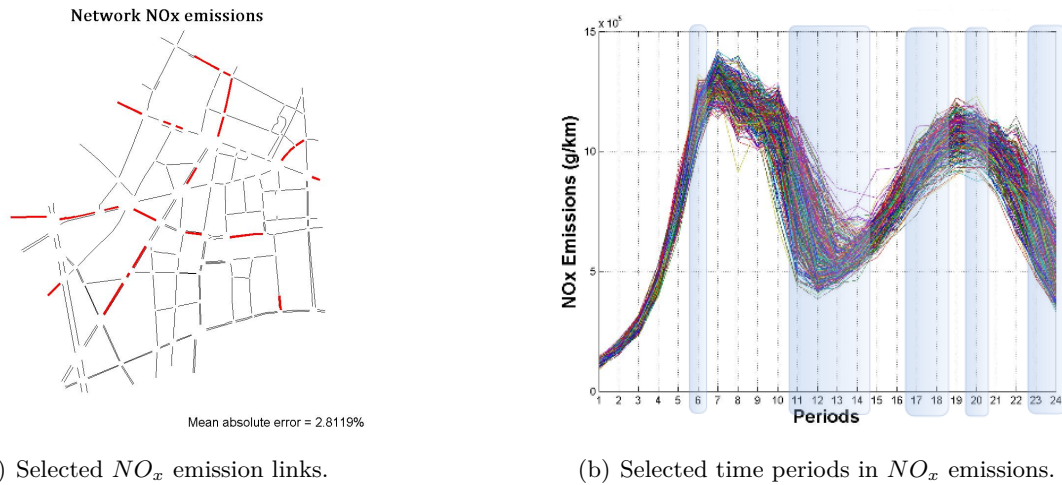 Network NOx emissions
Mean absolute error = 2.8119%
) Selected NOx emission links.
15 x 10^5
10
5
0
NOx Emissions (g/km)
1 2 3 4 5 6 7 8 9 10 11 12 13 14 15 16 17 18 19 20 21 22 23 24
Periods
(b) Selected time periods in NOx emissions.